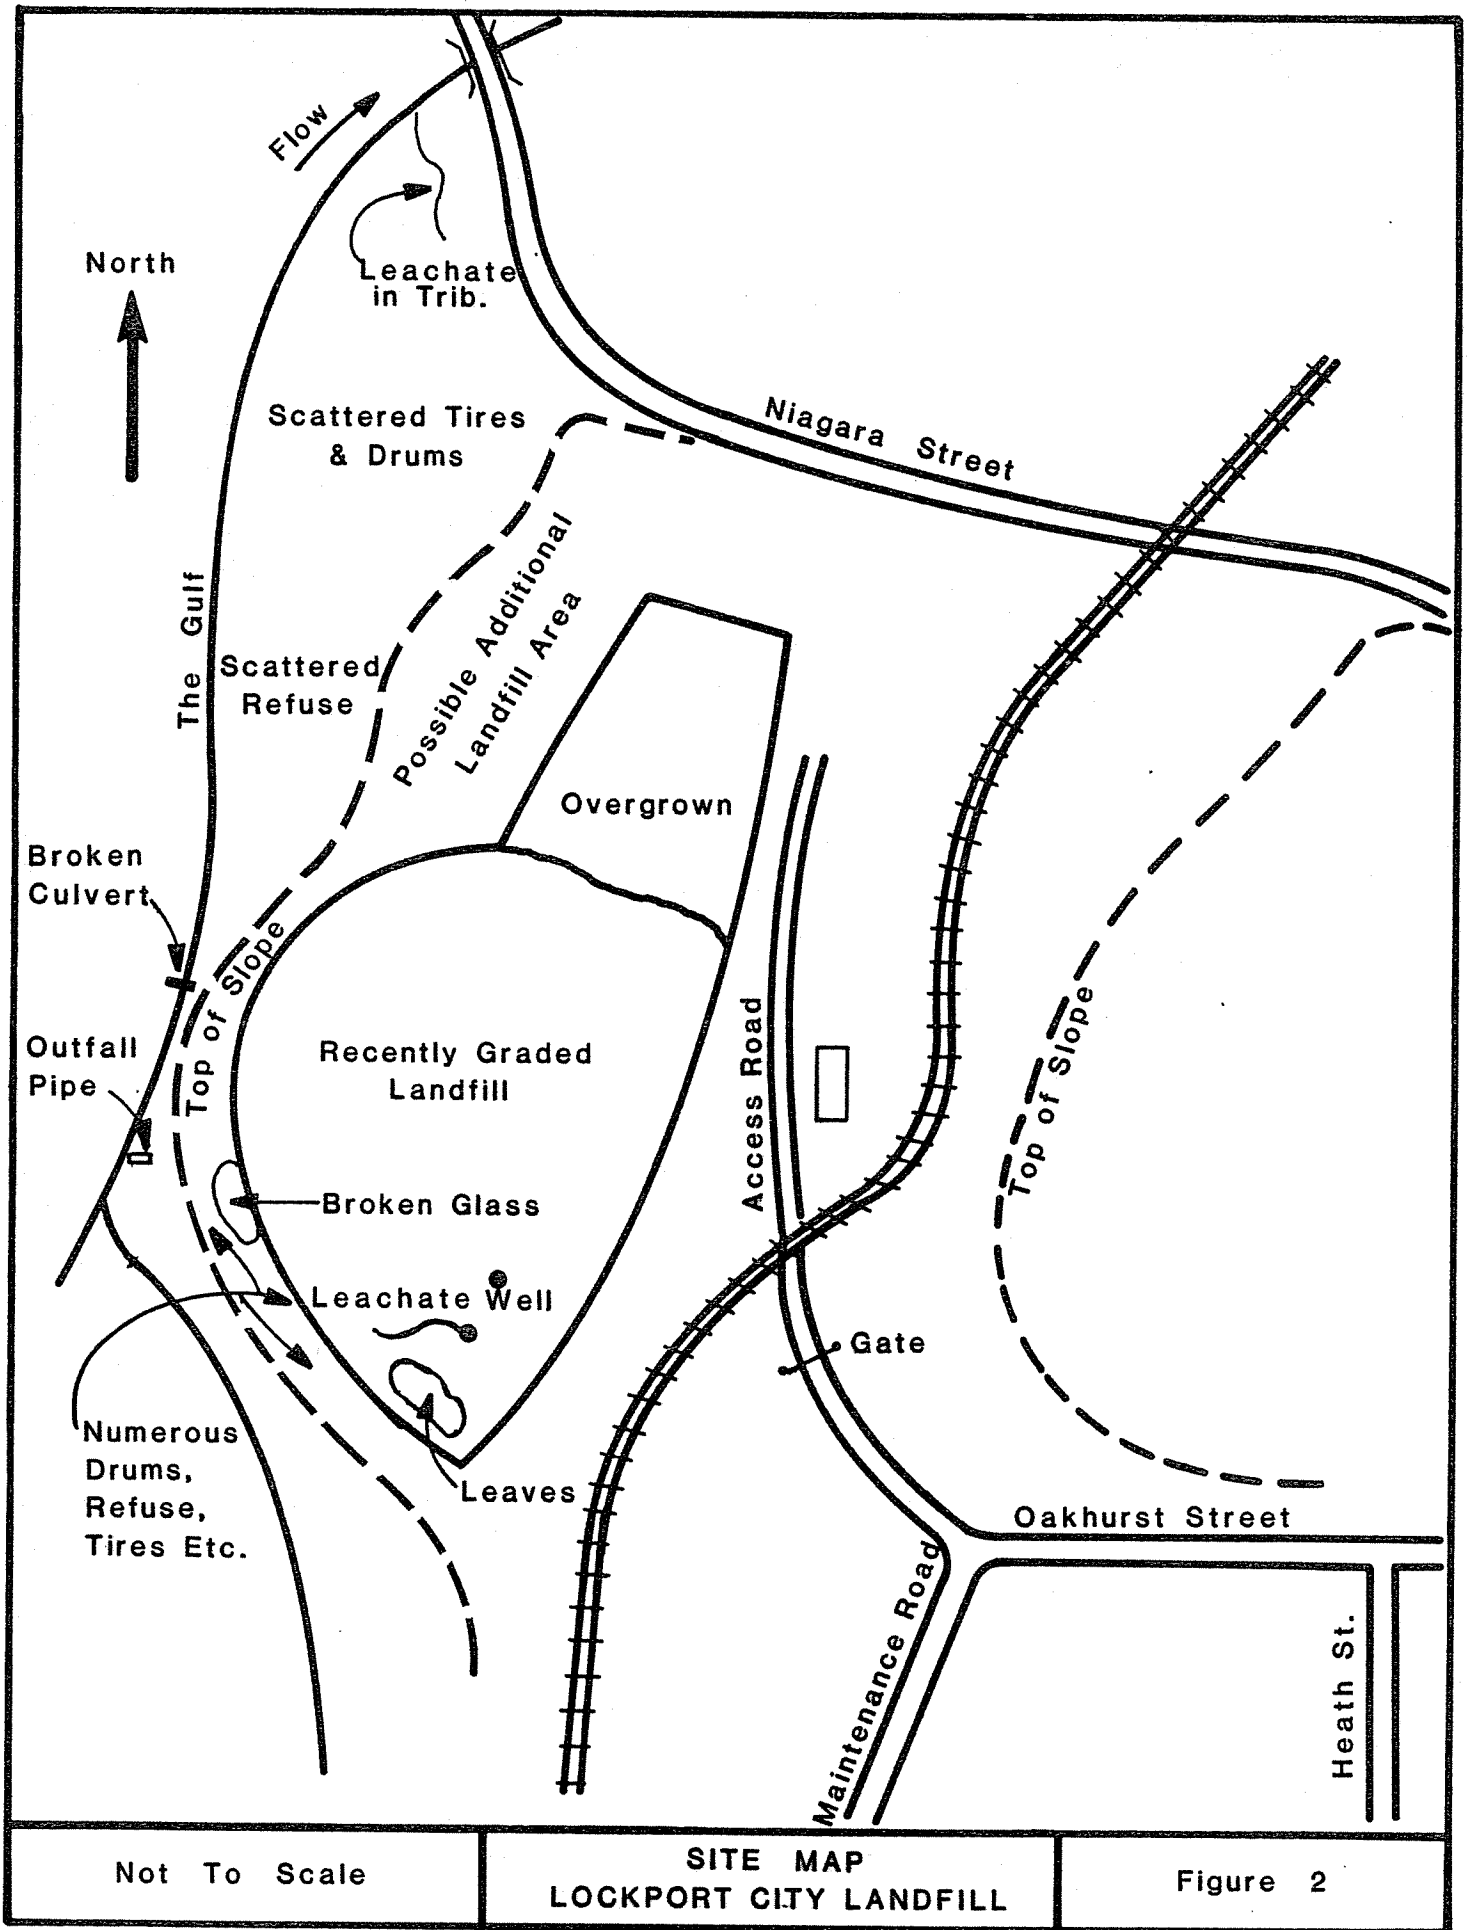 Flow
North
Leachate
in Trib.
Scattered Tires
& Drums
Niagara Street
The Gulf
Scattered
Refuse
Possible Additional
Landfill Area
Overgrown
Broken
Culvert
Top of Slope
Outfall
Pipe
Recently Graded
Landfill
Access Road
Top of Slope
Broken Glass
Leachate Well
Gate
Numerous
Drums,
Refuse,
Tires Etc.
Leaves
Oakhurst Street
Maintenance Road
Heath St.
Not To Scale
SITE MAP
LOCKPORT CITY LANDFILL
Figure 2